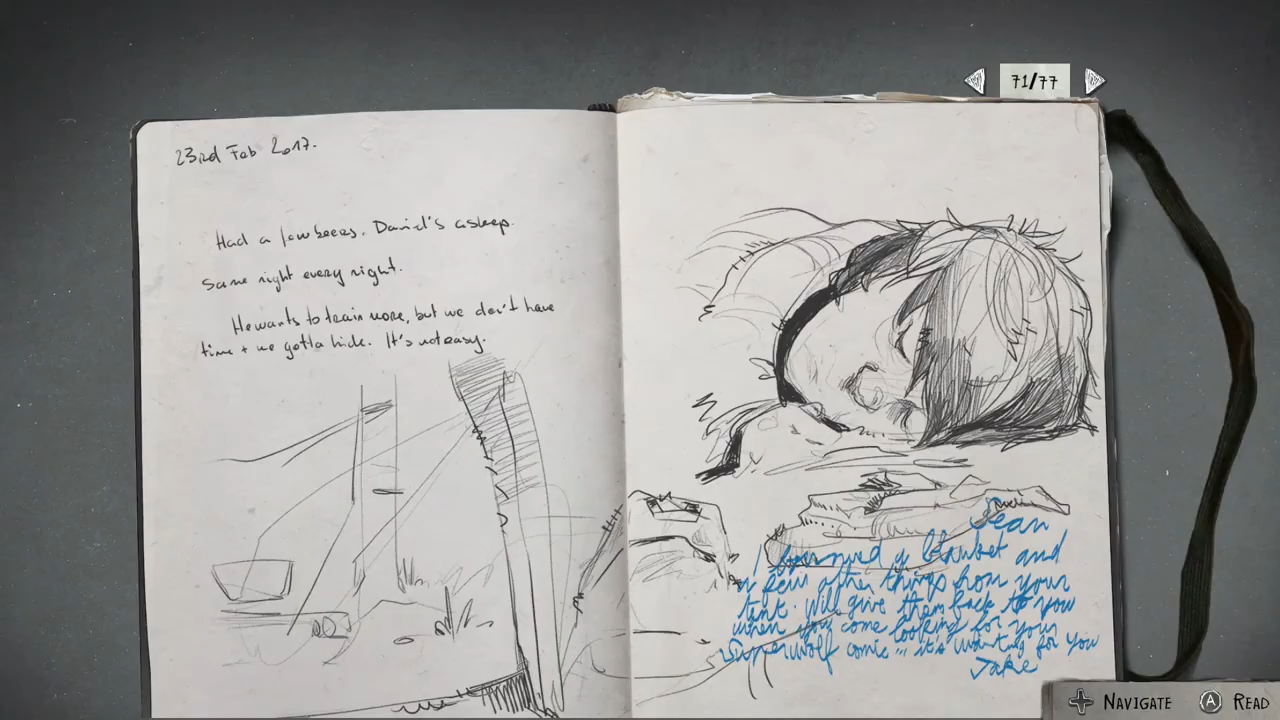 71/77
23rd Feb 2017.
Had a few beers. Daniel's asleep.
Same night every night.
He wants to train more, but we don't have
time + we gotta hide. It's not easy.
Sean
I borrowed a blanket and
a few other things from your
tent. Will give them back to you
when you come looking for your
Superwolf comic... it's waiting for you
Jake
NAVIGATE
A READ